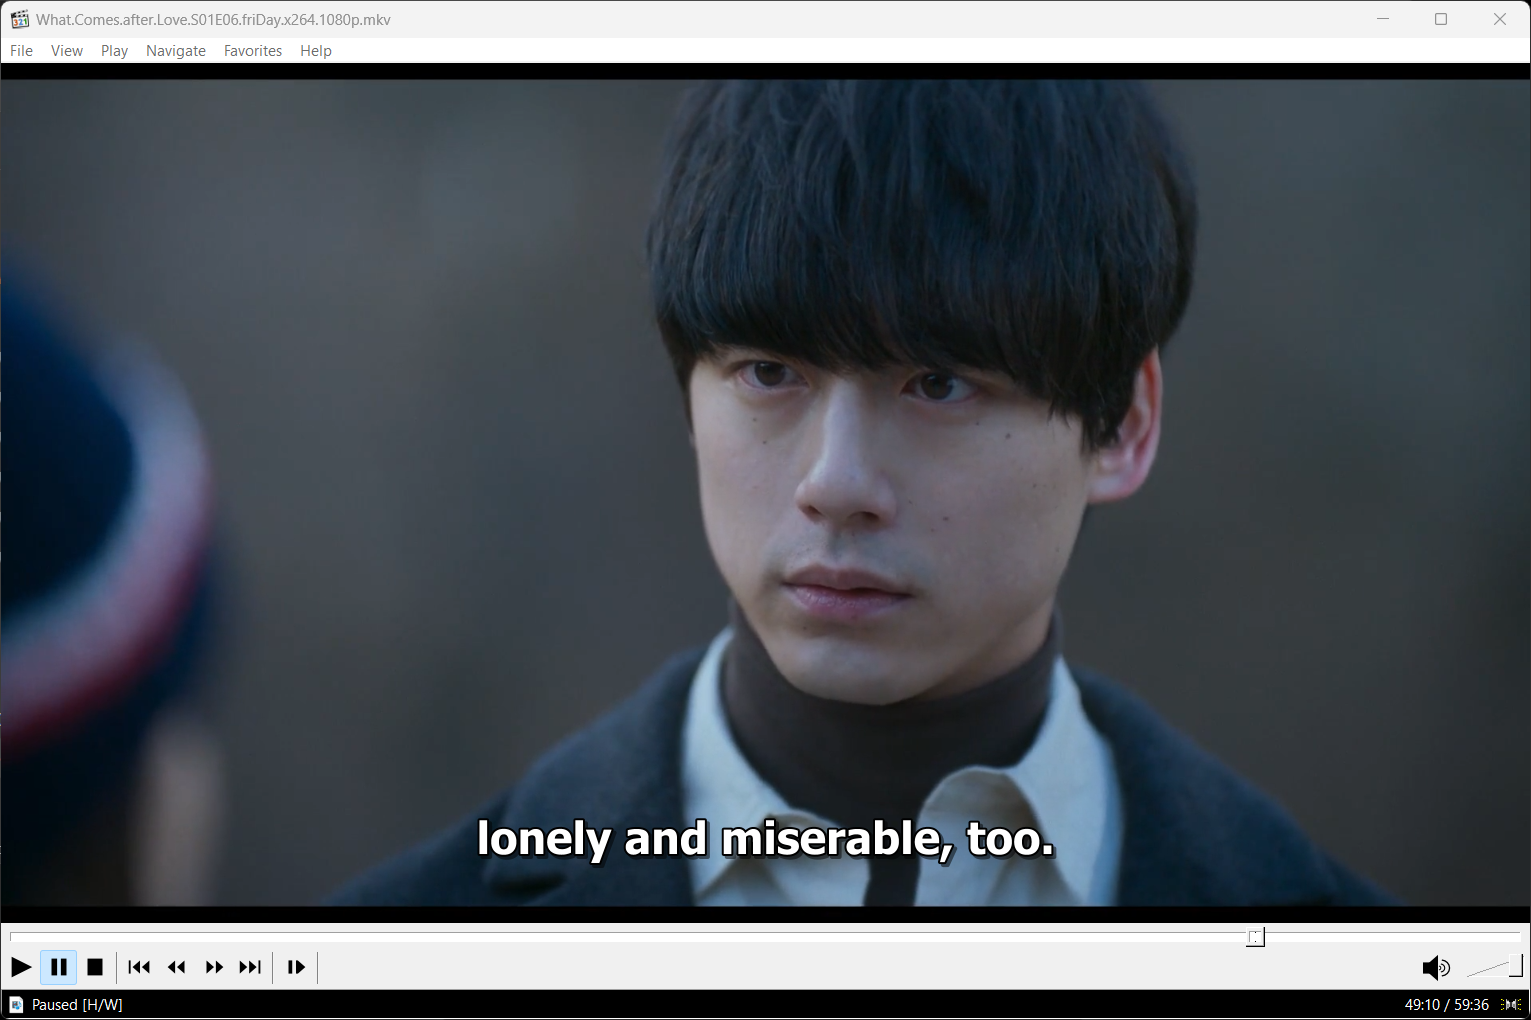 What.Comes.after.Love.S01E06.friDay.x264.1080p.mkv
File View Play Navigate Favorites Help
lonely and miserable, too.
Paused [H/W]
49:10 / 59:36